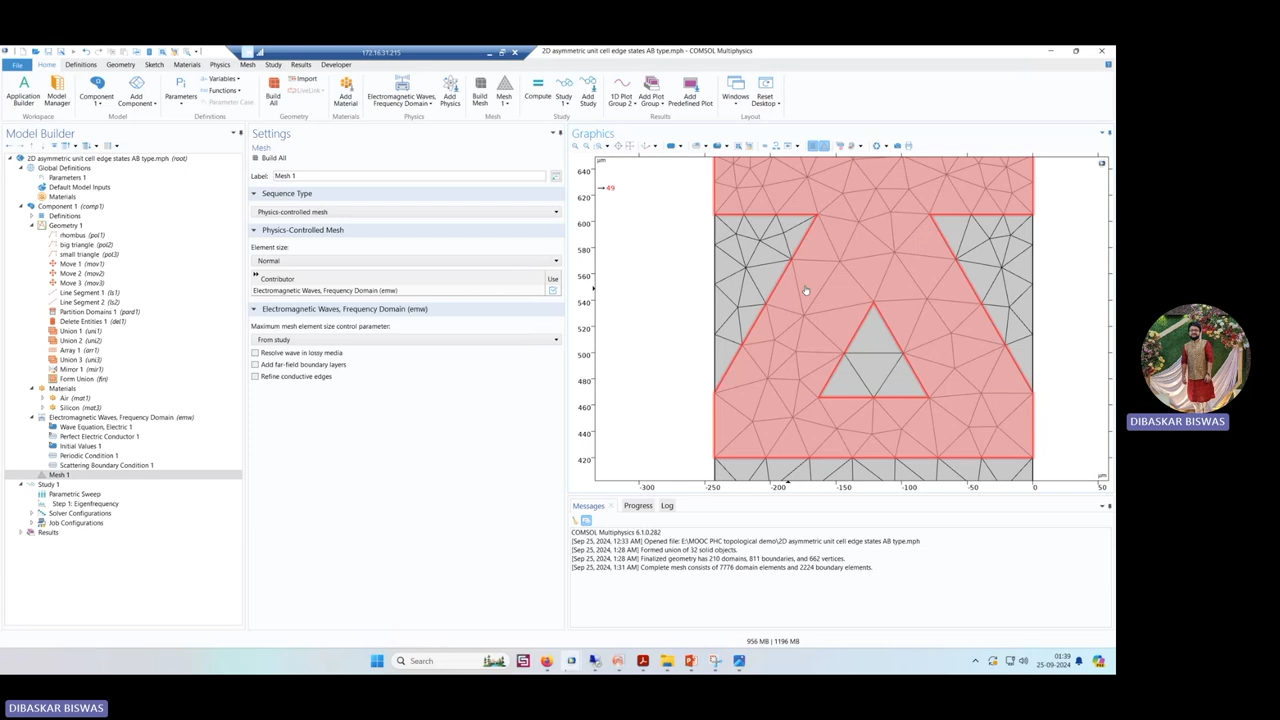 172.16.31.215
2D asymmetric unit cell edge states AB type.mph - COMSOL Multiphysics
File Home Definitions Geometry Sketch Materials Physics Mesh Study Results Developer
Application Builder
Model Manager
Workspace
Component 1
Add Component
Model
Parameters
Variables
Functions
Parameter Case
Definitions
Build All
Import
LiveLink
Geometry
Add Material
Materials
Electromagnetic Waves, Frequency Domain
Add Physics
Physics
Build Mesh
Mesh 1
Mesh
Compute
Study 1
Add Study
Study
1D Plot Group 2
Add Plot Group
Add Predefined Plot
Results
Windows
Reset Desktop
Layout
Model Builder
2D asymmetric unit cell edge states AB type.mph (root)
Global Definitions
Parameters 1
Default Model Inputs
Materials
Component 1 (comp1)
Definitions
Geometry 1
rhombus (pol1)
big triangle (pol2)
small triangle (pol3)
Move 1 (mov1)
Move 2 (mov2)
Move 3 (mov3)
Line Segment 1 (ls1)
Line Segment 2 (ls2)
Partition Domains 1 (pard1)
Delete Entities 1 (del1)
Union 1 (uni1)
Union 2 (uni2)
Array 1 (arr1)
Union 3 (uni3)
Mirror 1 (mir1)
Form Union (fin)
Materials
Air (mat1)
Silicon (mat3)
Electromagnetic Waves, Frequency Domain (emw)
Wave Equation, Electric 1
Perfect Electric Conductor 1
Initial Values 1
Periodic Condition 1
Scattering Boundary Condition 1
Mesh 1
Study 1
Parametric Sweep
Step 1: Eigenfrequency
Solver Configurations
Job Configurations
Results
Settings
Mesh
Build All
Label: Mesh 1
Sequence Type
Physics-controlled mesh
Physics-Controlled Mesh
Element size:
Normal
Contributor Use
Electromagnetic Waves, Frequency Domain (emw)
Electromagnetic Waves, Frequency Domain (emw)
Maximum mesh element size control parameter:
From study
Resolve wave in lossy media
Add far-field boundary layers
Refine conductive edges
Graphics
µm
49
640
620
600
580
560
540
520
500
480
460
440
420
-300 -250 -200 -150 -100 -50 0 50
µm
Messages Progress Log
COMSOL Multiphysics 6.1.0.282
[Sep 25, 2024, 12:33 AM] Opened file: E:\MOOC PHC topological demo\2D asymmetric unit cell edge states AB type.mph
[Sep 25, 2024, 1:28 AM] Formed union of 32 solid objects.
[Sep 25, 2024, 1:28 AM] Finalized geometry has 210 domains, 811 boundaries, and 662 vertices.
[Sep 25, 2024, 1:31 AM] Complete mesh consists of 7776 domain elements and 2224 boundary elements.
956 MB | 1196 MB
Search
01:39
25-09-2024
DIBASKAR BISWAS
DIBASKAR BISWAS